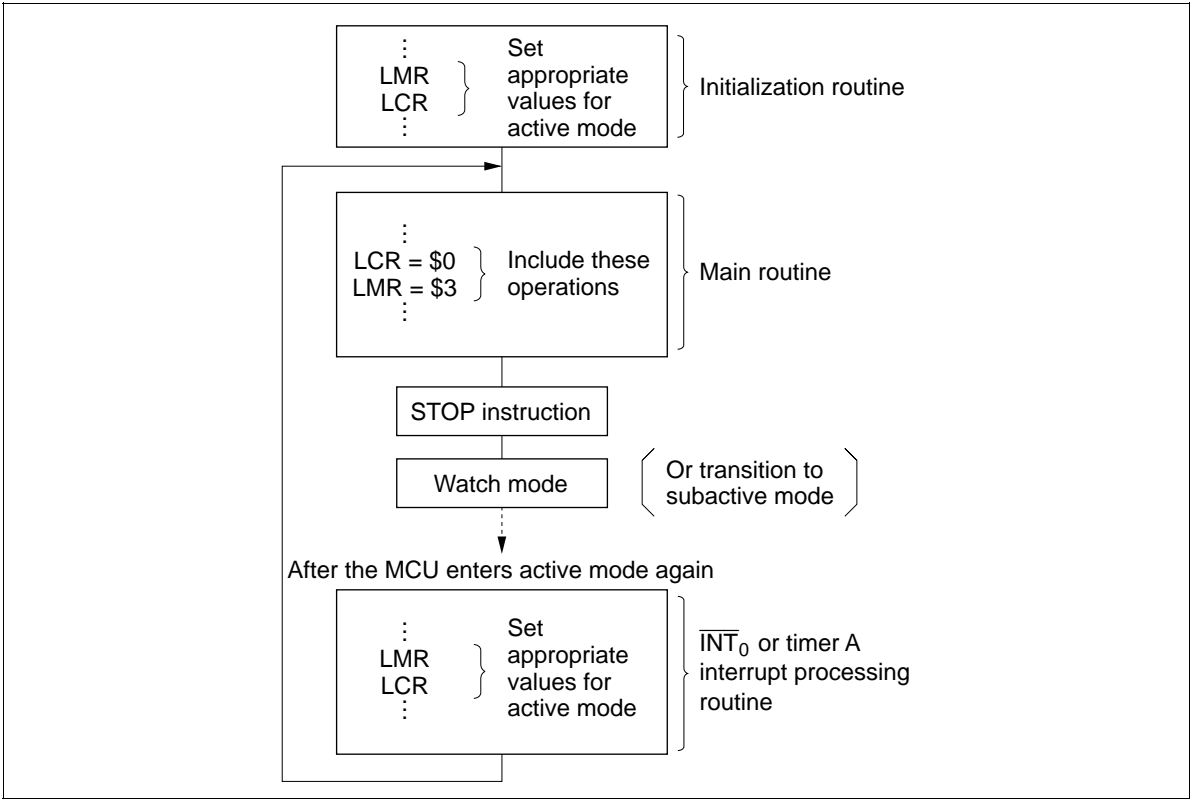 ⋮
LMR
LCR
⋮
Set
appropriate
values for
active mode
Initialization routine
⋮
LCR = $0
LMR = $3
⋮
Include these
operations
Main routine
STOP instruction
Watch mode
Or transition to
subactive mode
After the MCU enters active mode again
⋮
LMR
LCR
⋮
Set
appropriate
values for
active mode
I̅N̅T̅₀ or timer A
interrupt processing
routine